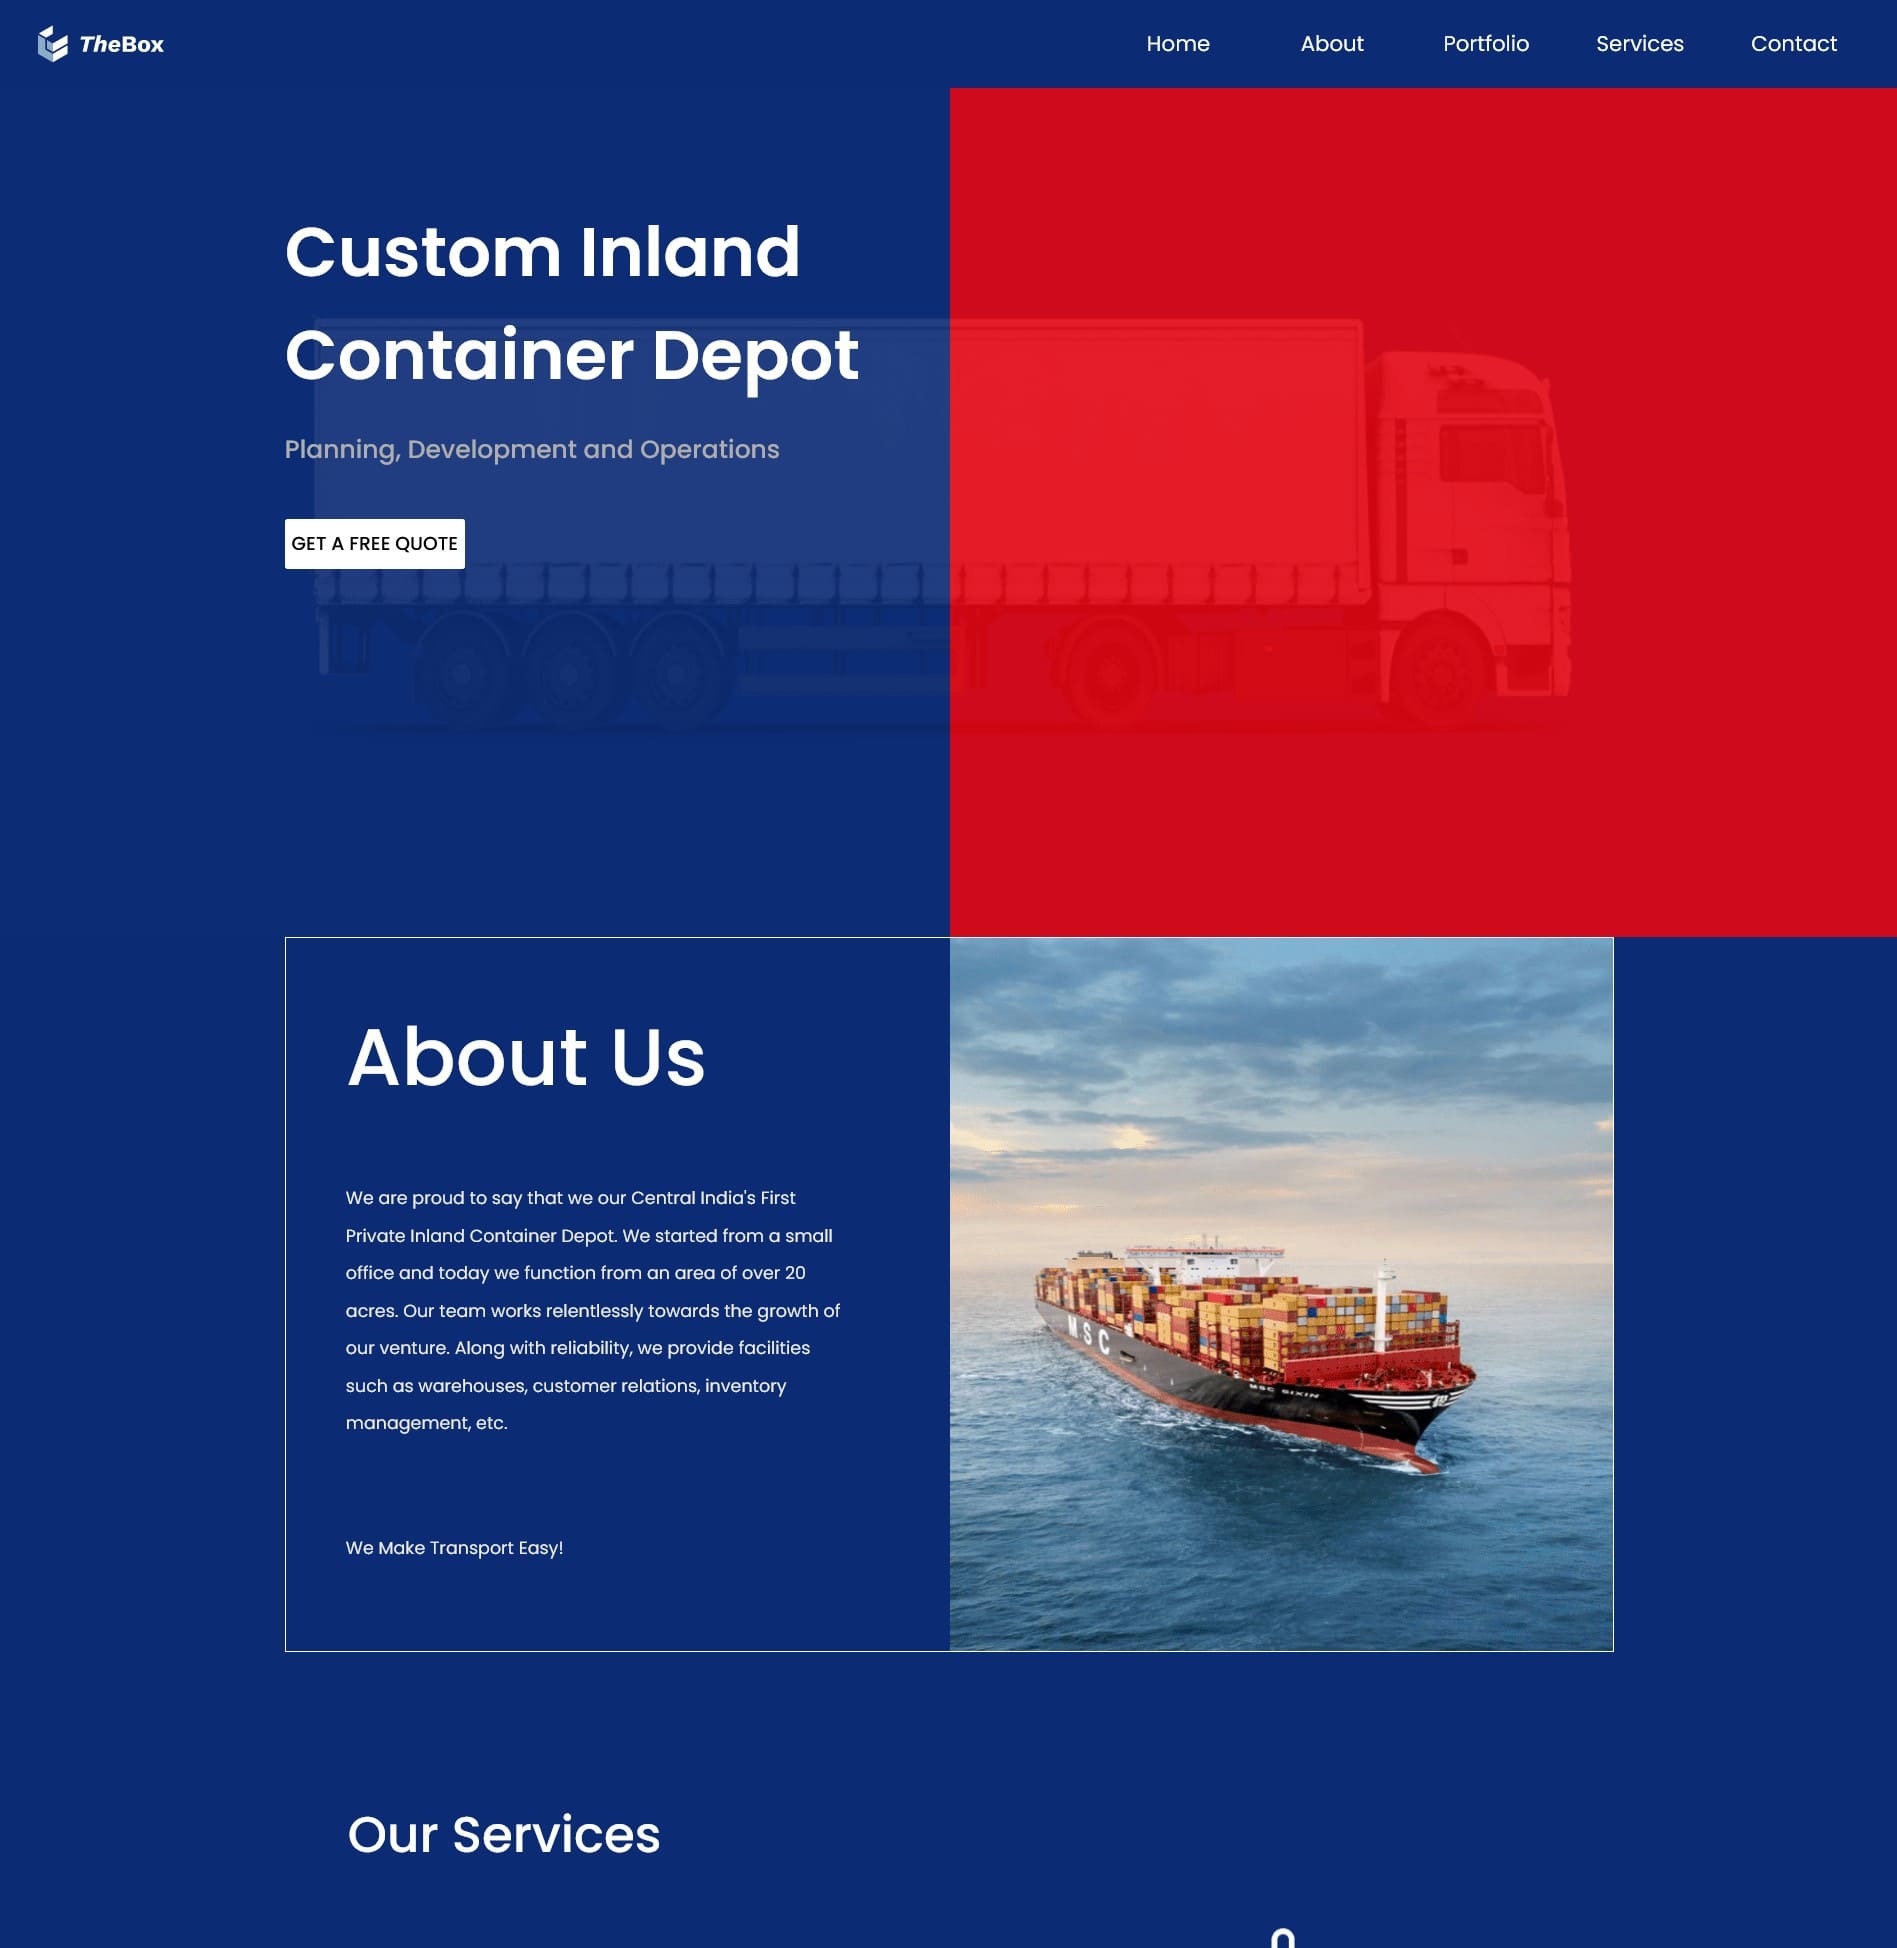 TheBox
Home
About
Portfolio
Services
Contact
Custom Inland
Container Depot
Planning, Development and Operations
GET A FREE QUOTE
About Us
We are proud to say that we our Central India's First
Private Inland Container Depot. We started from a small
office and today we function from an area of over 20
acres. Our team works relentlessly towards the growth of
our venture. Along with reliability, we provide facilities
such as warehouses, customer relations, inventory
management, etc.
We Make Transport Easy!
MSC
MSC SIXIN
Our Services